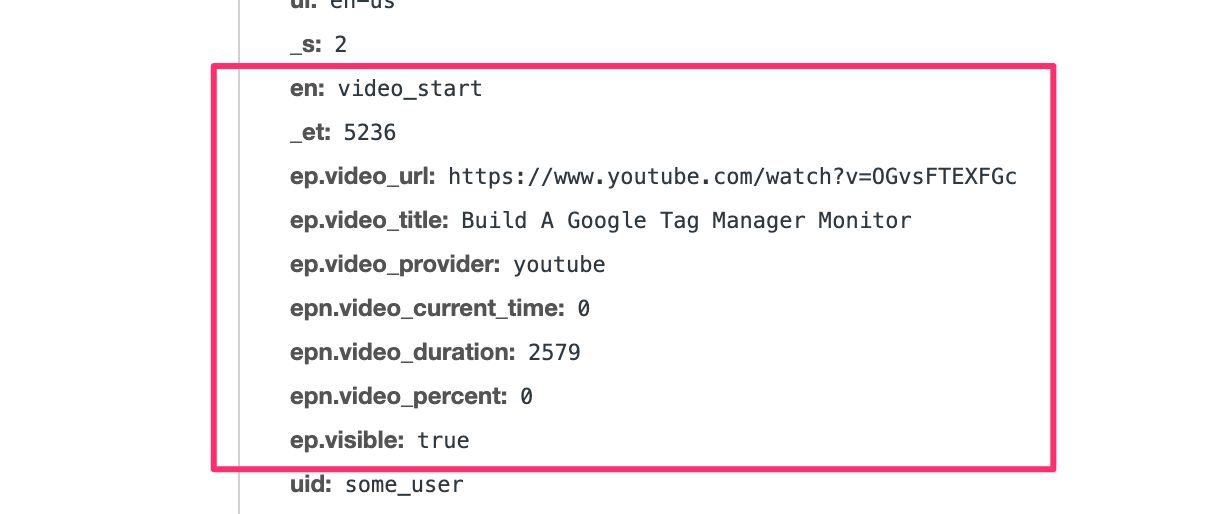 ul: en-us
_s: 2
en: video_start
_et: 5236
ep.video_url: https://www.youtube.com/watch?v=OGvsFTEXFGc
ep.video_title: Build A Google Tag Manager Monitor
ep.video_provider: youtube
epn.video_current_time: 0
epn.video_duration: 2579
epn.video_percent: 0
ep.visible: true
uid: some_user